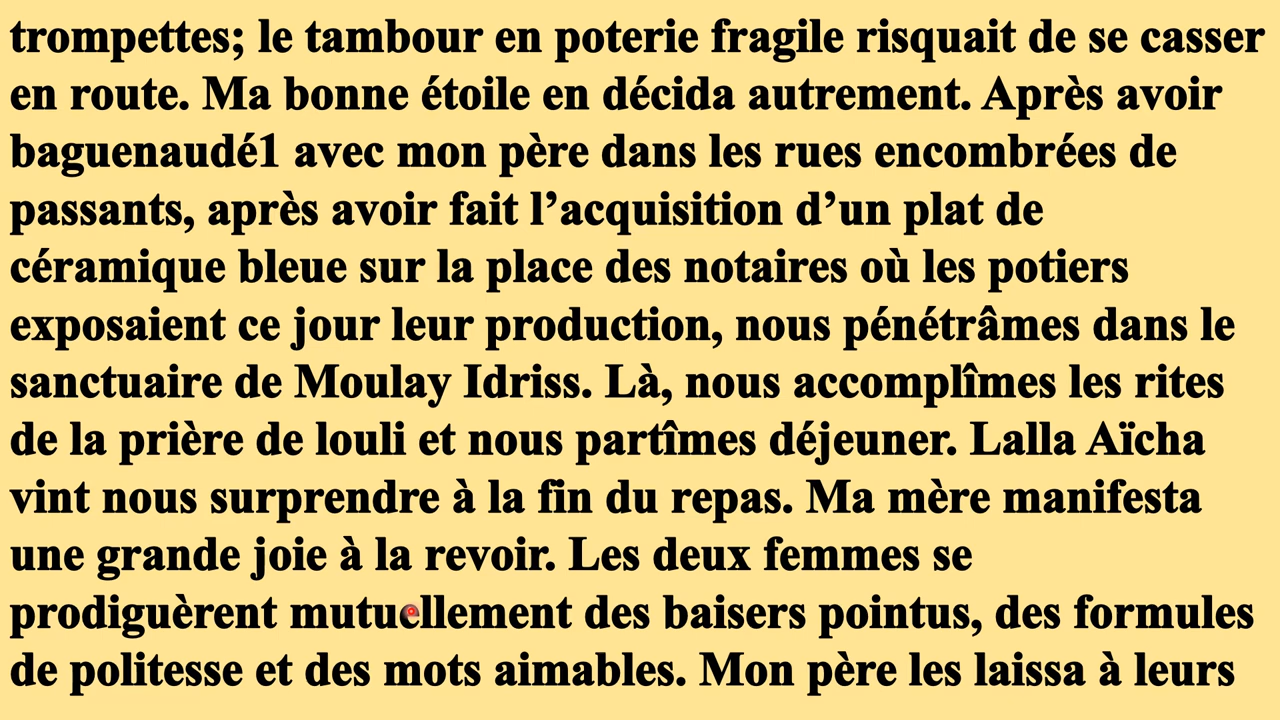 trompettes; le tambour en poterie fragile risquait de se casser
en route. Ma bonne étoile en décida autrement. Après avoir
baguenaudé1 avec mon père dans les rues encombrées de
passants, après avoir fait l’acquisition d’un plat de
céramique bleue sur la place des notaires où les potiers
exposaient ce jour leur production, nous pénétrâmes dans le
sanctuaire de Moulay Idriss. Là, nous accomplîmes les rites
de la prière de louli et nous partîmes déjeuner. Lalla Aïcha
vint nous surprendre à la fin du repas. Ma mère manifesta
une grande joie à la revoir. Les deux femmes se
prodiguèrent mutuellement des baisers pointus, des formules
de politesse et des mots aimables. Mon père les laissa à leurs